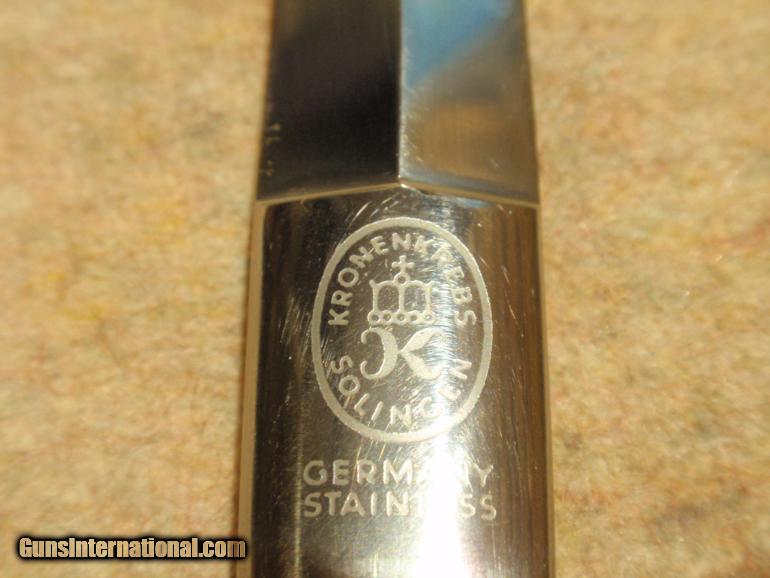 KRONENKREBS
K
SOLINGEN
GERMANY
STAINLESS
GunsInternational.com